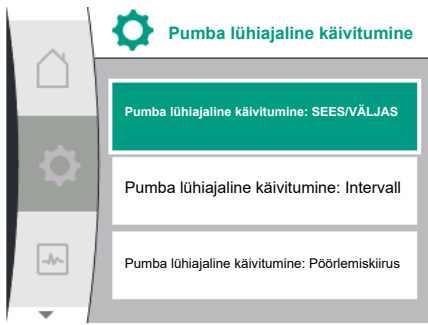 Pumba lühiajaline käivitumine
Pumba lühiajaline käivitumine: SEES/VÄLJAS
Pumba lühiajaline käivitumine: Intervall
Pumba lühiajaline käivitumine: Pöörlemiskiirus